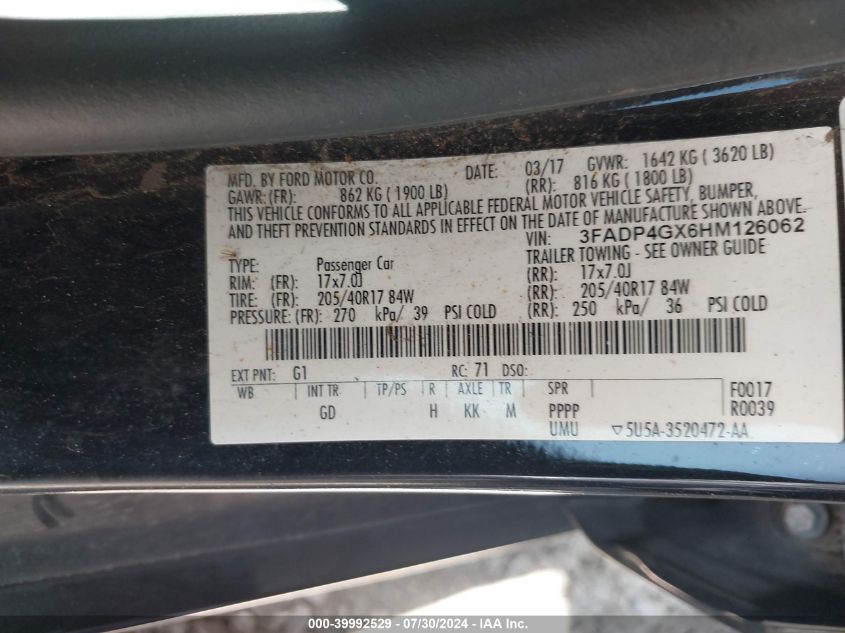 MFD. BY FORD MOTOR CO. DATE: 03/17 GVWR: 1642 KG ( 3620 LB)
GAWR:(FR): 862 KG ( 1900 LB) (RR): 816 KG ( 1800 LB)
THIS VEHICLE CONFORMS TO ALL APPLICABLE FEDERAL MOTOR VEHICLE SAFETY, BUMPER,
AND THEFT PREVENTION STANDARDS IN EFFECT ON THE DATE OF MANUFACTURE SHOWN ABOVE.
VIN: 3FADP4GX6HM126062
TYPE: Passenger Car TRAILER TOWING - SEE OWNER GUIDE
RIM: (FR): 17x7.0J (RR): 17x7.0J
TIRE: (FR): 205/40R17 84W (RR): 205/40R17 84W
PRESSURE: (FR): 270 kPa/ 39 PSI COLD (RR): 250 kPa/ 36 PSI COLD
EXT PNT: G1 RC: 71 DSO:
WB INT TR TP/PS R AXLE TR SPR F0017
GD H KK M PPPP R0039
UMU ▽5U5A-3520472-AA
000-39992529 - 07/30/2024 - IAA Inc.